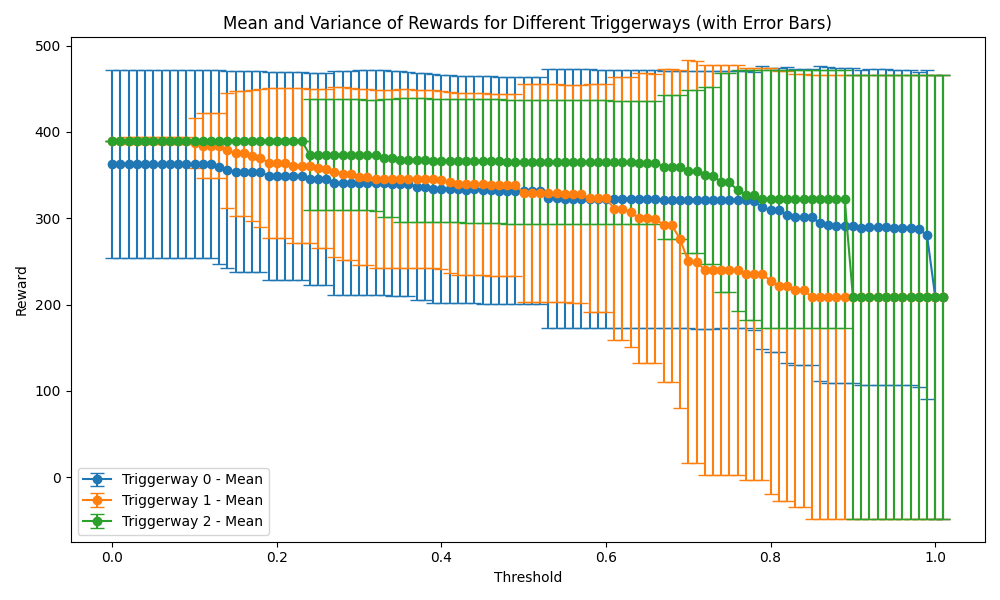 Mean and Variance of Rewards for Different Triggerways (with Error Bars)
500
400
300
200
100
0
Reward
0.0
0.2
0.4
0.6
0.8
1.0
Threshold
Triggerway 0 - Mean
Triggerway 1 - Mean
Triggerway 2 - Mean